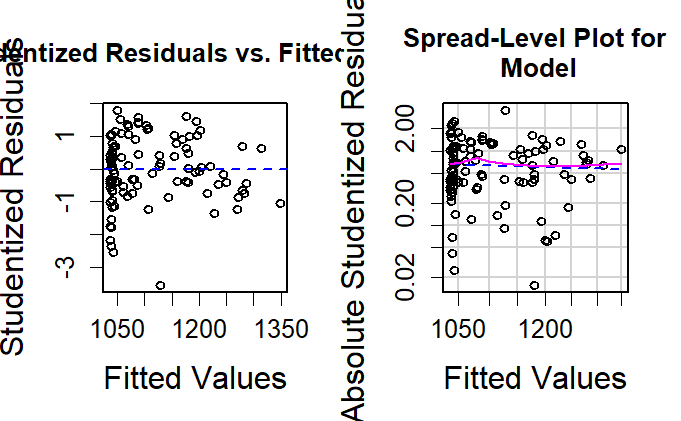 dentized Residuals vs. Fitted
Studentized Residuals
1
-1
-3
1050 1200 1350
Fitted Values
Spread-Level Plot for
Model
Absolute Studentized Residuals
2.00
0.20
0.02
1050 1200
Fitted Values